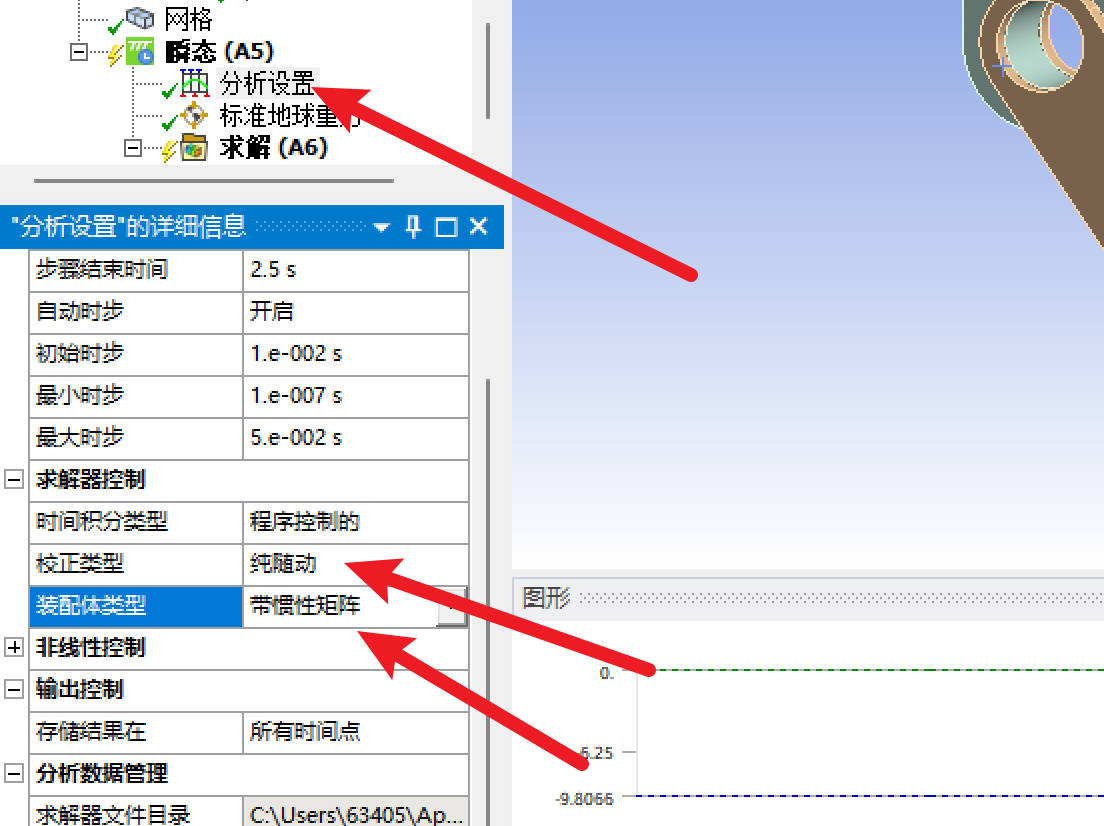 网格
瞬态 (A5)
分析设置
标准地球重力
求解 (A6)
"分析设置"的详细信息
步骤结束时间 2.5 s
自动时步 开启
初始时步 1.e-002 s
最小时步 1.e-007 s
最大时步 5.e-002 s
求解器控制
时间积分类型 程序控制的
校正类型 纯随动
装配体类型 带惯性矩阵
非线性控制
输出控制
存储结果在 所有时间点
分析数据管理
求解器文件目录 C:\Users\63405\Ap...
图形
0.
6.25
-9.8066